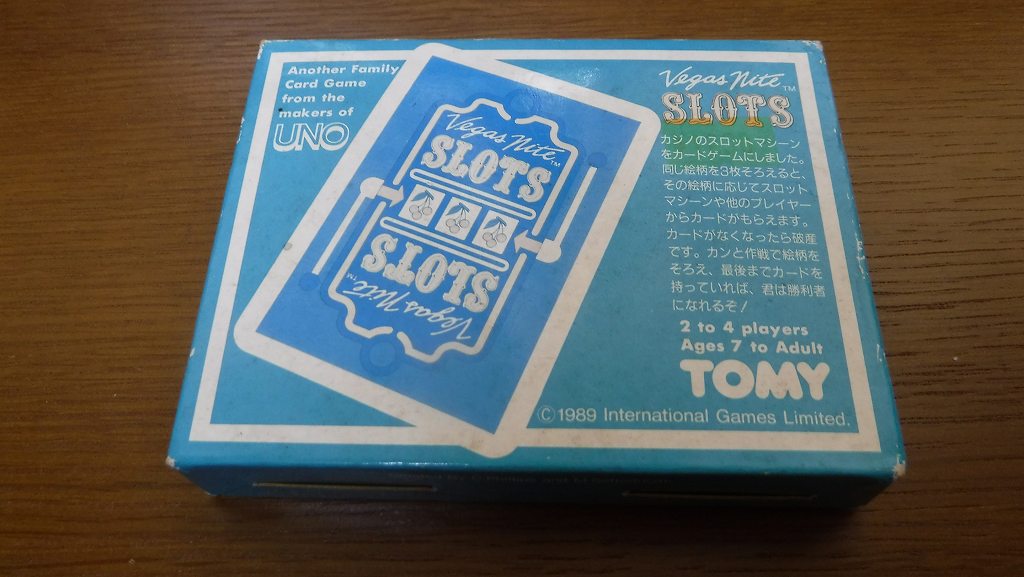 Another Family
Card Game
from the
makers of
UNO
Vegas Nite™
SLOTS
SLOTS
Vegas Nite™
Vegas Nite™
SLOTS
カジノのスロットマシーン
をカードゲームにしました。
同じ絵柄を3枚そろえると、
その絵柄に応じてスロット
マシーンや他のプレイヤー
からカードがもらえます。
カードがなくなったら破産
です。カンと作戦で絵柄を
そろえ、最後までカードを
持っていれば、君は勝利者
になれるぞ!
2 to 4 players
Ages 7 to Adult
TOMY
©1989 International Games Limited.